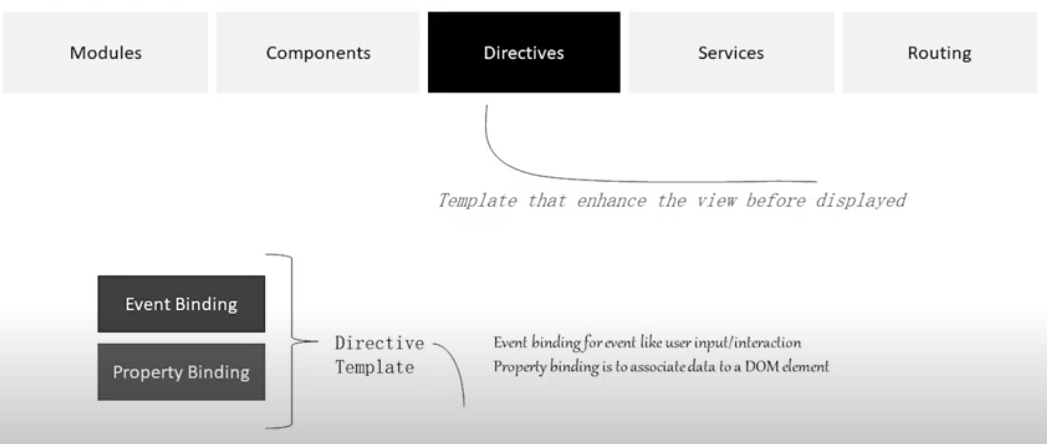 Modules
Components
Directives
Services
Routing
Template that enhance the view before displayed
Event Binding
Property Binding
Directive
Template
Event binding for event like user input/interaction
Property binding is to associate data to a DOM element